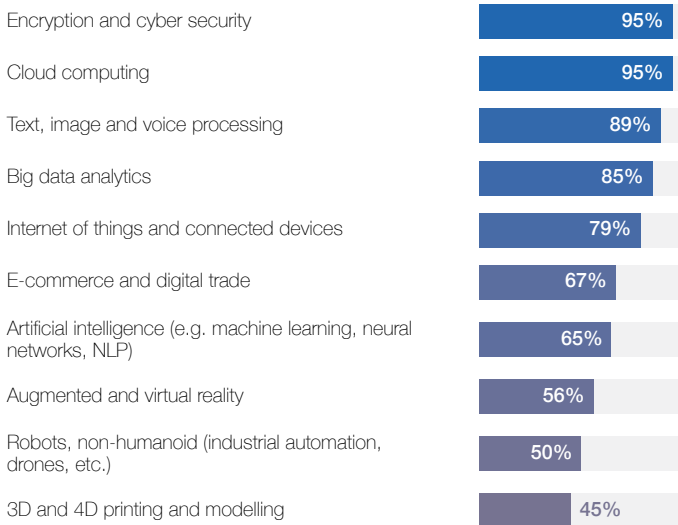 Encryption and cyber security 95%
Cloud computing 95%
Text, image and voice processing 89%
Big data analytics 85%
Internet of things and connected devices 79%
E-commerce and digital trade 67%
Artificial intelligence (e.g. machine learning, neural
networks, NLP) 65%
Augmented and virtual reality 56%
Robots, non-humanoid (industrial automation,
drones, etc.) 50%
3D and 4D printing and modelling 45%